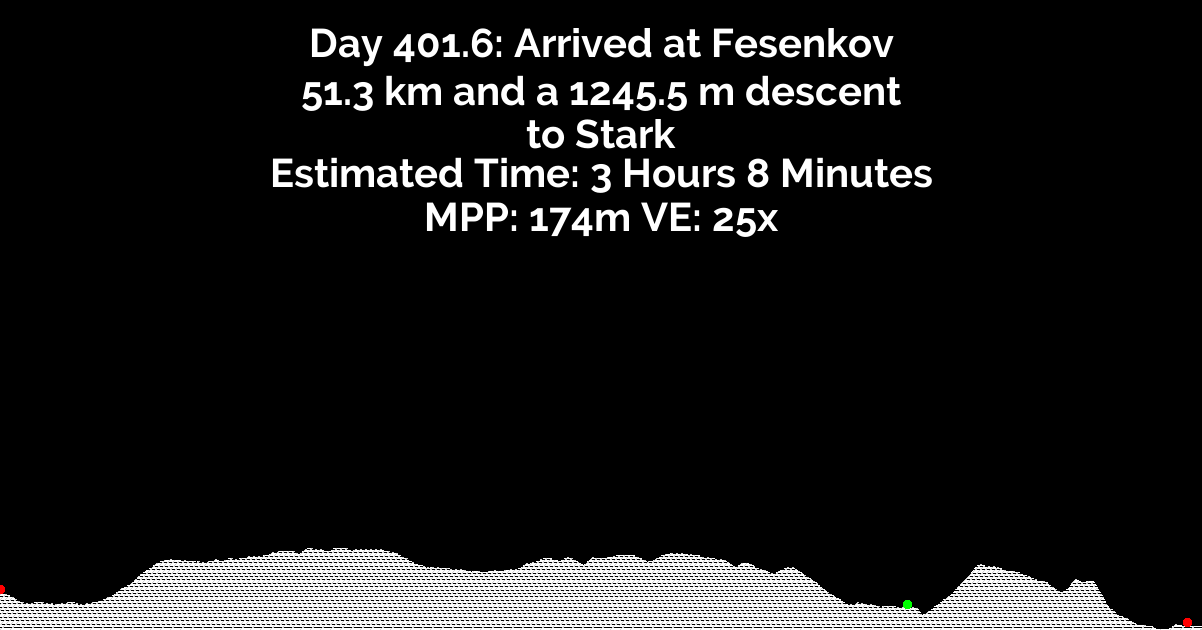 Day 401.6: Arrived at Fesenkov
51.3 km and a 1245.5 m descent
to Stark
Estimated Time: 3 Hours 8 Minutes
MPP: 174m VE: 25x